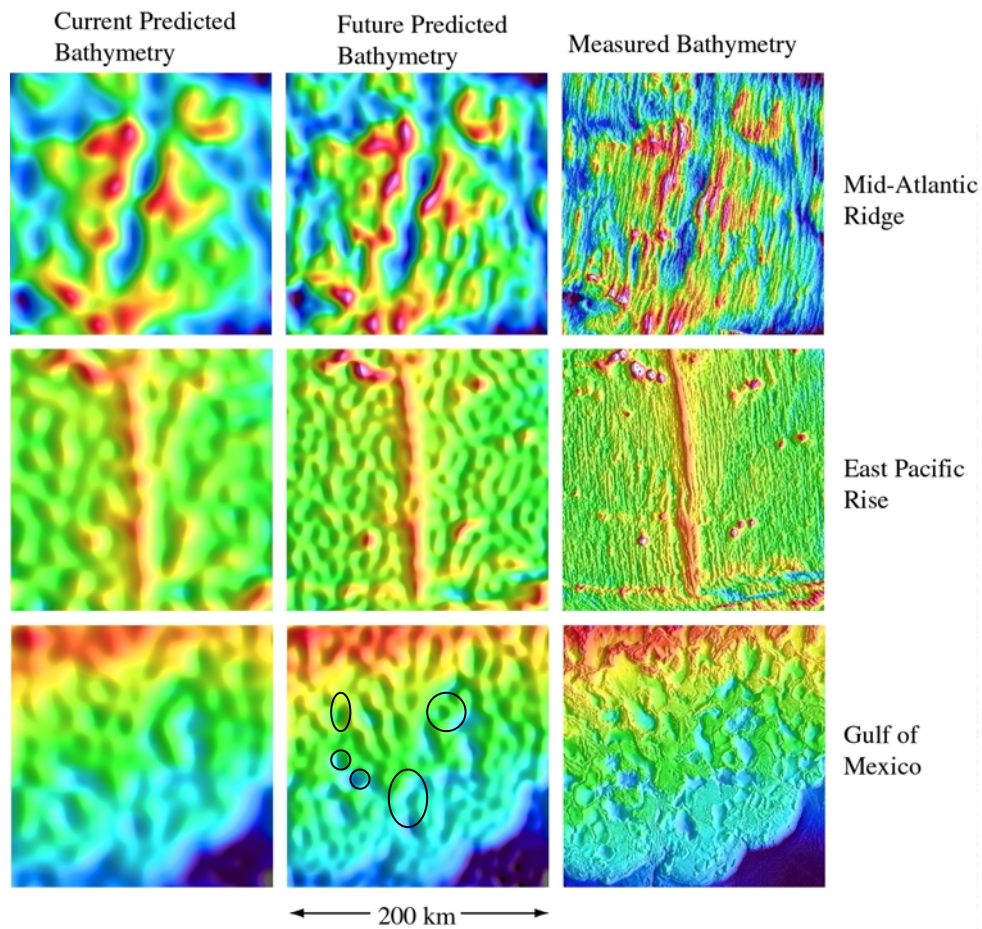 Current Predicted
Bathymetry
Future Predicted
Bathymetry
Measured Bathymetry
Mid-Atlantic
Ridge
East Pacific
Rise
Gulf of
Mexico
200 km